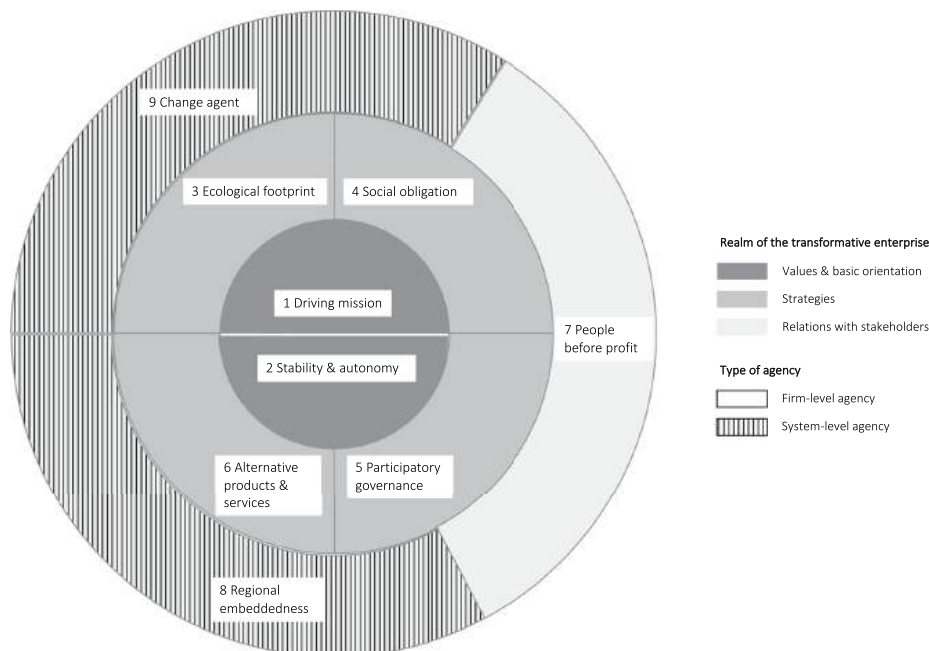 9 Change agent
3 Ecological footprint
4 Social obligation
1 Driving mission
2 Stability & autonomy
7 People
before profit
6 Alternative
products &
services
5 Participatory
governance
8 Regional
embeddedness
Realm of the transformative enterprise
Values & basic orientation
Strategies
Relations with stakeholders
Type of agency
Firm-level agency
System-level agency